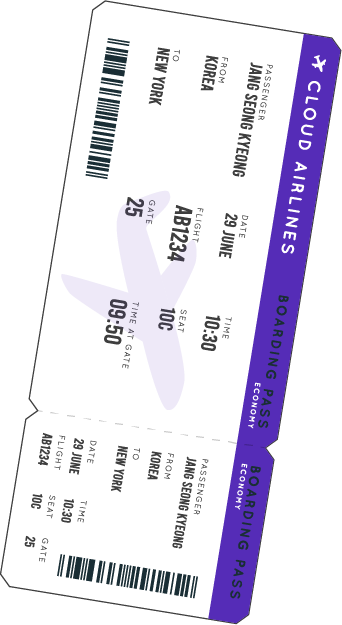 CLOUD AIRLINES
BOARDING PASS
ECONOMY
PASSENGER
JANG SEONG KYEONG
DATE
29 JUNE
TIME
10:30
FROM
KOREA
FLIGHT
AB1234
SEAT
10C
TO
NEW YORK
GATE
25
TIME AT GATE
09:50
BOARDING PASS
ECONOMY
PASSENGER
JANG SEONG KYEONG
FROM
KOREA
TO
NEW YORK
DATE
29 JUNE
TIME
10:30
FLIGHT
AB1234
SEAT
10C
GATE
25